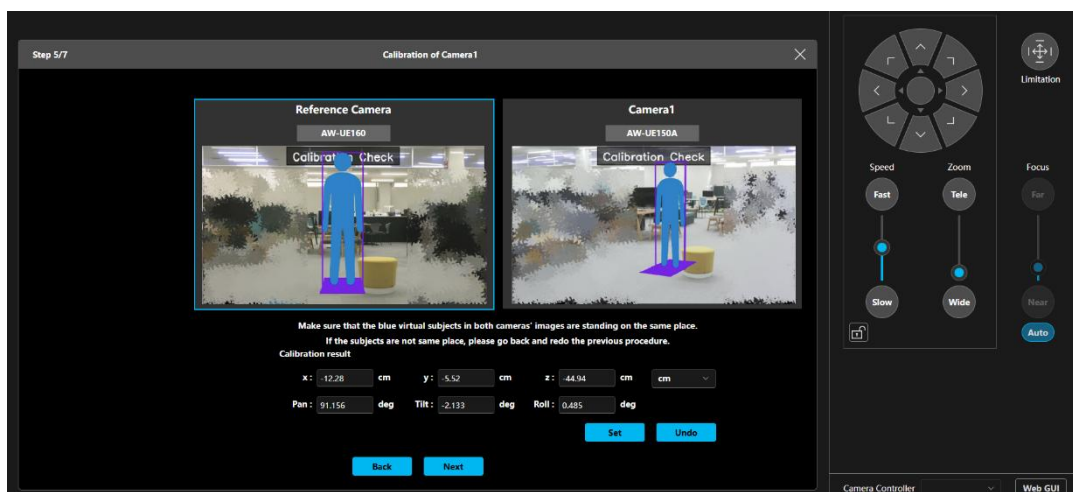 Step 5/7
Calibration of Camera1
Reference Camera
AW-UE160
Calibration Check
Camera1
AW-UE150A
Calibration Check
Make sure that the blue virtual subjects in both cameras' images are standing on the same place.
If the subjects are not same place, please go back and redo the previous procedure.
Calibration result
x : -12.28 cm y : -5.52 cm z : -44.94 cm cm
Pan : 91.156 deg Tilt : -2.133 deg Roll : 0.485 deg
Set Undo
Back Next
Limitation
Speed Zoom Focus
Fast Tele Far
Slow Wide Near
Auto
Camera Controller Web GUI